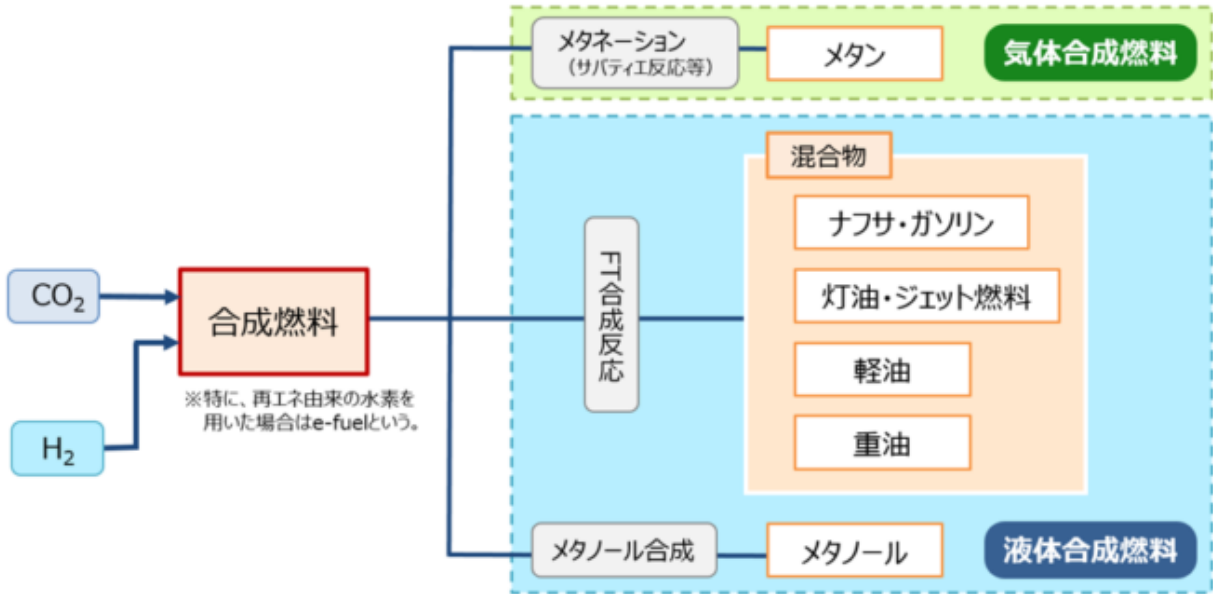 メタネーション
（サバティエ反応等）
メタン
気体合成燃料
混合物
ナフサ・ガソリン
灯油・ジェット燃料
軽油
重油
FT合成反応
CO₂
H₂
合成燃料
※特に、再エネ由来の水素を
用いた場合はe-fuelという。
メタノール合成
メタノール
液体合成燃料